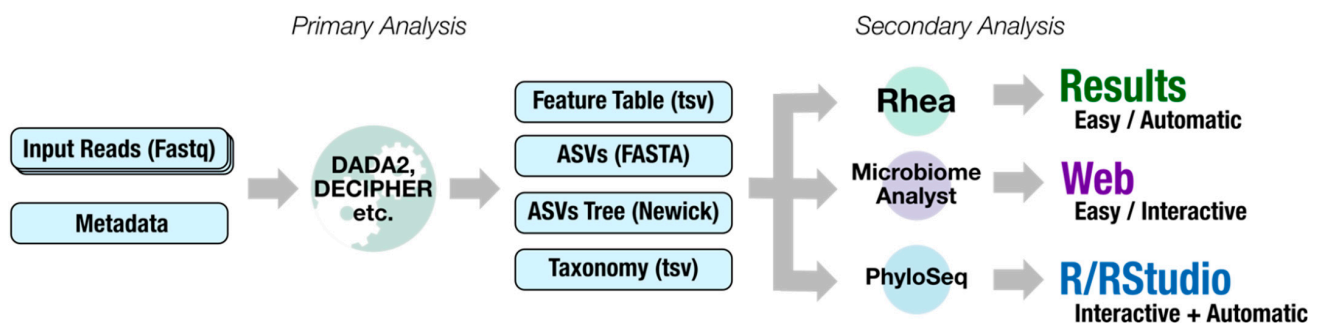 Primary Analysis
Secondary Analysis
Input Reads (Fastq)
Metadata
DADA2,
DECIPHER
etc.
Feature Table (tsv)
ASVs (FASTA)
ASVs Tree (Newick)
Taxonomy (tsv)
Rhea
Results
Easy / Automatic
Microbiome
Analyst
Web
Easy / Interactive
PhyloSeq
R/RStudio
Interactive + Automatic